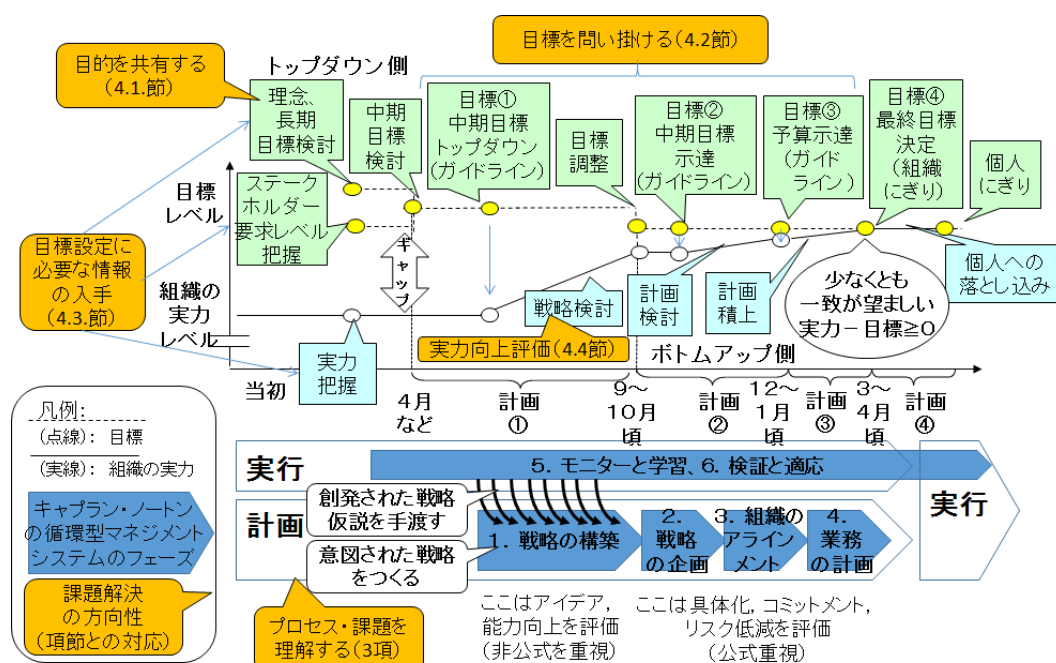 目標を問い掛ける(4.2節)
目的を共有する
(4.1.節)
トップダウン側
理念、
長期
目標検討
中期
目標
検討
目標①
中期目標
トップダウン
(ガイドライン)
目標
調整
目標②
中期目標
示達
(ガイドライン)
目標③
予算示達
(ガイド
ライン)
目標④
最終目標
決定
(組織
にぎり)
個人
にぎり
目標
レベル
ステーク
ホルダー
要求レベル
把握
ギャップ
目標設定に
必要な情報
の入手
(4.3.節)
組織の
実力
レベル
戦略検討
計画
検討
計画
積上
少なくとも
一致が望ましい
実力－目標≧0
個人への
落とし込み
実力向上評価(4.4節)
ボトムアップ側
実力
把握
当初
4月
など
計画
①
9～
10月
頃
計画
②
12～
1月
頃
計画
③
3～
4月
頃
計画
④
凡例:
(点線): 目標
(実線): 組織の実力
キャプラン・ノートン
の循環型マネジメント
システムのフェーズ
課題解決
の方向性
(項節との対応)
実行
5. モニターと学習、6. 検証と適応
実行
創発された戦略
仮説を手渡す
計画
意図された戦略
をつくる
1. 戦略の構築
2.
戦略
の企画
3. 組織の
アライン
メント
4.
業務
の計画
プロセス・課題を
理解する(3項)
ここはアイデア,
能力向上を評価
(非公式を重視)
ここは具体化, コミットメント,
リスク低減を評価
(公式重視)